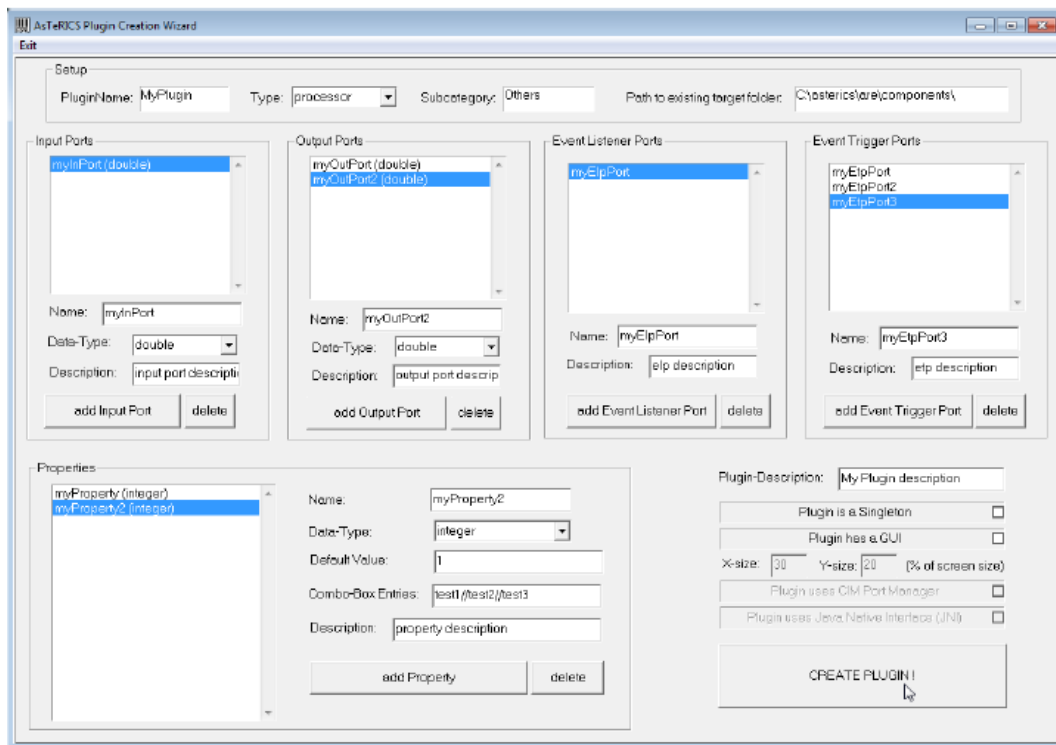 AsTeRICS Plugin Creation Wizard
Exit
Setup
PluginName: MyPlugin Type: processor Subcategory: Others Path to existing target folder: C:\asterics\are\components\
Input Ports
myInPort (double)
Name: myInPort
Data-Type: double
Description: input port descripti
add Input Port delete
Output Ports
myOutPort (double)
myOutPort2 (double)
Name: myOutPort2
Data-Type: double
Description: output port descrip
add Output Port delete
Event Listener Ports
myElpPort
Name: myElpPort
Description: elp description
add Event Listener Port delete
Event Trigger Ports
myEtpPort
myEtpPort2
myEtpPort3
Name: myEtpPort3
Description: etp description
add Event Trigger Port delete
Properties
myProperty (integer)
myProperty2 (integer)
Name: myProperty2
Data-Type: integer
Default Value: 1
Combo-Box Entries: test1//test2//test3
Description: property description
add Property delete
Plugin-Description: My Plugin description
Plugin is a Singleton
Plugin has a GUI
X-size: 30 Y-size: 20 (% of screen size)
Plugin uses CIM Port Manager
Plugin uses Java Native Interface (JNI)
CREATE PLUGIN!